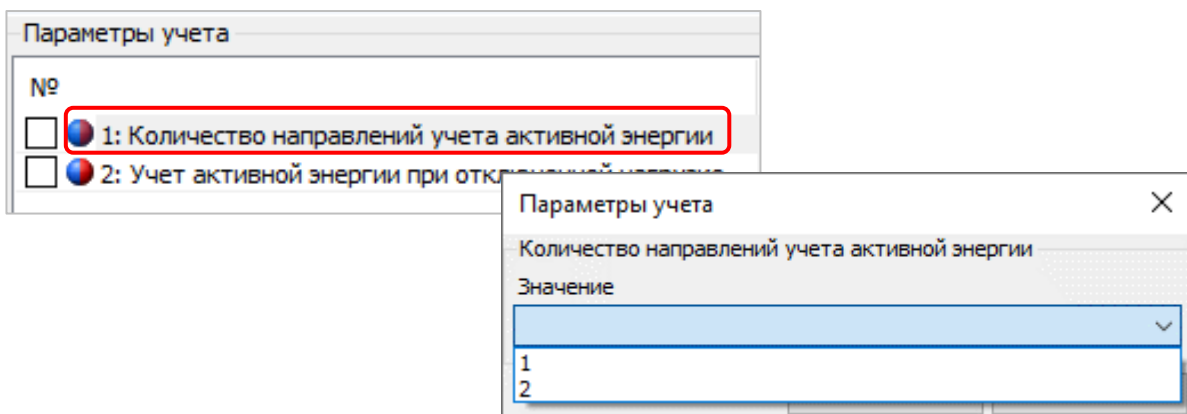 Параметры учета
№
1: Количество направлений учета активной энергии
2: Учет активной энергии при
Параметры учета
Количество направлений учета активной энергии
Значение
1
2